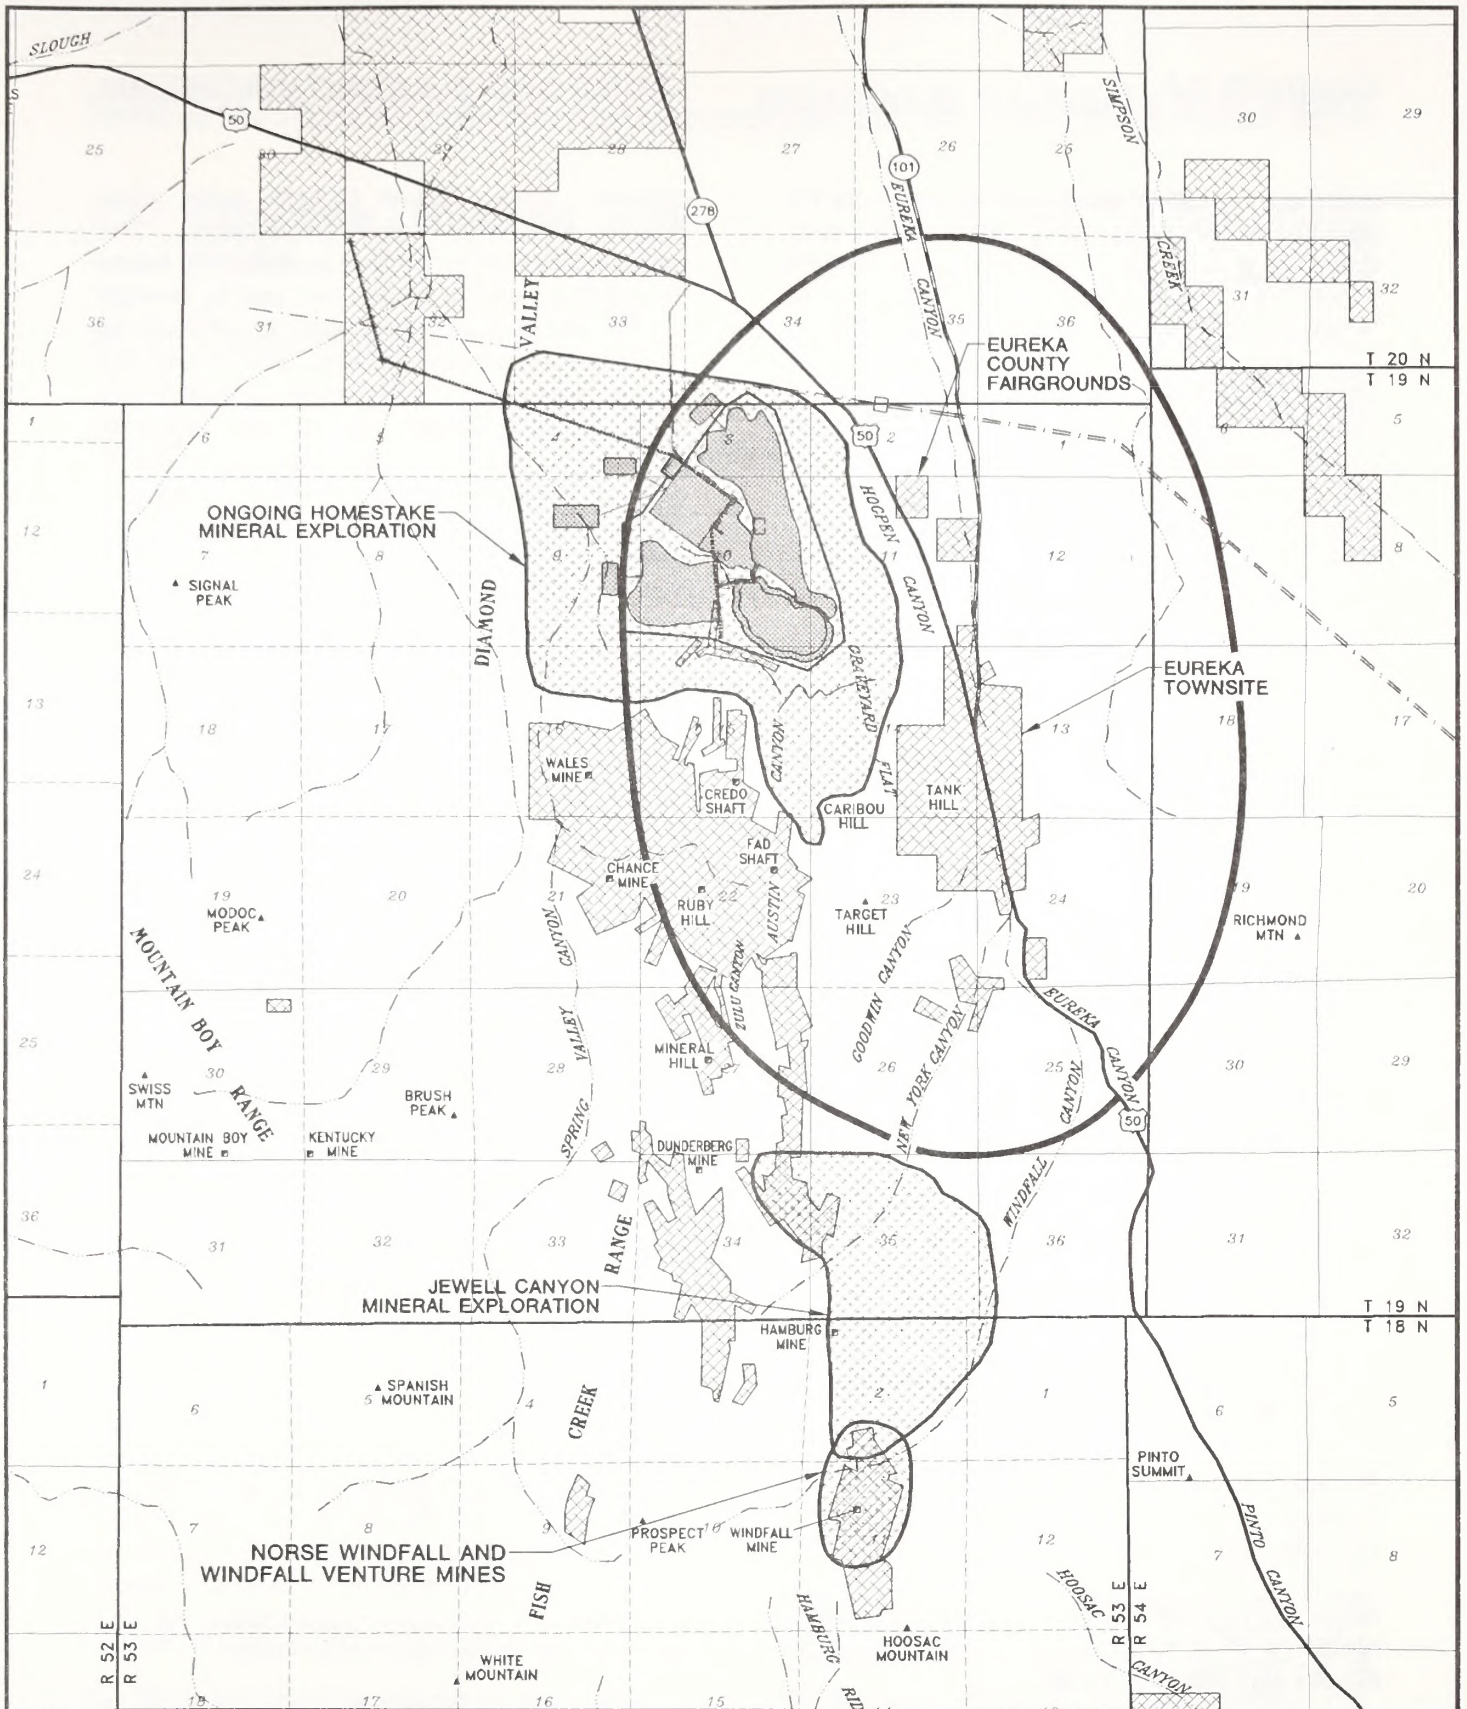 SLOUGH
S
50
SIMPSON
30
29
25
30
29
28
27
26
25
101
EUREKA
CANYON
278
CREEK
VALLEY
36
31
32
33
34
35
36
31
32
EUREKA
COUNTY
FAIRGROUNDS
T 20 N
T 19 N
1
6
5
4
3
50
2
1
6
5
HOGPEN
CANYON
ONGOING HOMESTAKE
MINERAL EXPLORATION
12
7
8
9
10
11
12
8
SIGNAL
PEAK
DIAMOND
GRAVEYARD
FLAT
EUREKA
TOWNSITE
13
18
17
16
15
13
18
17
CANYON
WALES
MINE
CREDO
SHAFT
CARIBOU
HILL
TANK
HILL
FAD
SHAFT
24
19
20
21
CHANCE
MINE
22
RUBY
HILL
AUSTIN
23
24
19
20
MODOC
PEAK
TARGET
HILL
RICHMOND
MTN
MOUNTAIN BOY
RANGE
CANYON
VALLEY
SPRING
ZULU CANYON
GOODWIN CANYON
NEW YORK CANYON
EUREKA
CANYON
25
30
29
28
27
26
25
30
29
MINERAL
HILL
SWISS
MTN
BRUSH
PEAK
CANYON
WINDFALL
50
MOUNTAIN BOY
MINE
KENTUCKY
MINE
DUNDERBERG
MINE
36
31
32
33
34
35
36
31
32
RANGE
JEWELL CANYON
MINERAL EXPLORATION
T 19 N
T 18 N
HAMBURG
MINE
1
6
5
SPANISH
MOUNTAIN
4
2
1
6
5
CREEK
PINTO
SUMMIT
12
7
8
9
PROSPECT
PEAK
10
WINDFALL
MINE
11
12
7
8
NORSE WINDFALL AND
WINDFALL VENTURE MINES
PINTO
CANYON
FISH
HAMBURG
HOOSAC
CANYON
R 52 E
R 53 E
R 53 E
R 54 E
HOOSAC
MOUNTAIN
WHITE
MOUNTAIN
18
17
16
15